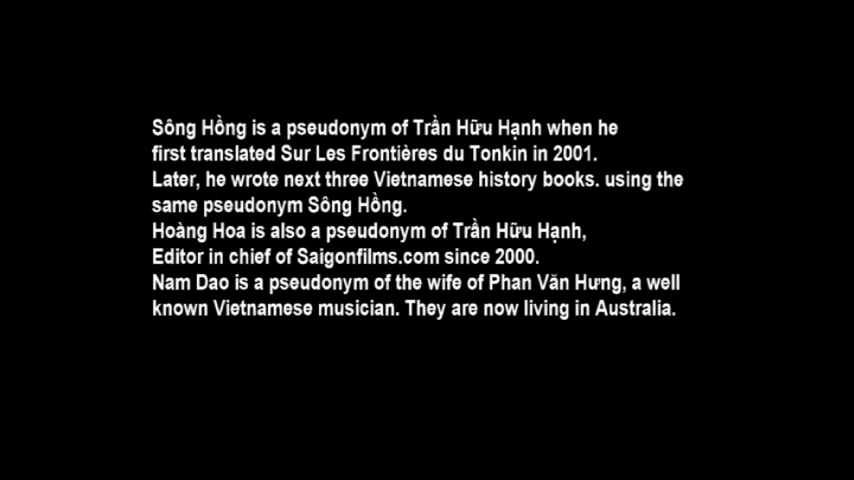 Sông Hồng is a pseudonym of Trần Hữu Hạnh when he
first translated Sur Les Frontières du Tonkin in 2001.
Later, he wrote next three Vietnamese history books. using the
same pseudonym Sông Hồng.
Hoàng Hoa is also a pseudonym of Trần Hữu Hạnh,
Editor in chief of Saigonfilms.com since 2000.
Nam Dao is a pseudonym of the wife of Phan Văn Hưng, a well
known Vietnamese musician. They are now living in Australia.